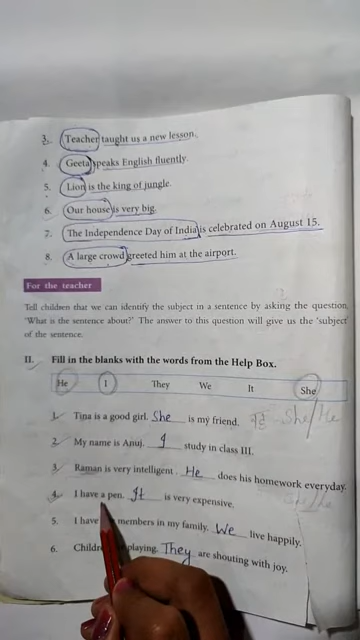 3. Teacher taught us a new lesson.
4. Geeta speaks English fluently.
5. Lion is the king of jungle.
6. Our house is very big.
7. The Independence Day of India is celebrated on August 15.
8. A large crowd greeted him at the airport.
For the teacher
Tell children that we can identify the subject in a sentence by asking the question
'What is the sentence about?' The answer to this question will give us the 'subject'
of the sentence.
II. Fill in the blanks with the words from the Help Box.
He I They We It She
1. Tina is a good girl. She is my friend. वह - She/He
2. My name is Anuj. I study in class III.
3. Raman is very intelligent. He does his homework everyday.
4. I have a pen. It is very expensive. She/He
5. I have members in my family. We live happily.
6. playing. They are shouting with joy.